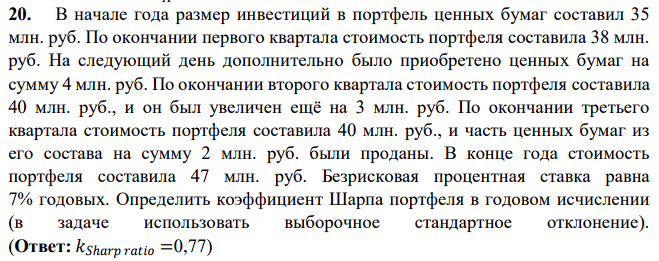 20. В начале года размер инвестиций в портфель ценных бумаг составил 35
млн. руб. По окончании первого квартала стоимость портфеля составила 38 млн.
руб. На следующий день дополнительно было приобретено ценных бумаг на
сумму 4 млн. руб. По окончании второго квартала стоимость портфеля составила
40 млн. руб., и он был увеличен ещё на 3 млн. руб. По окончании третьего
квартала стоимость портфеля составила 40 млн. руб., и часть ценных бумаг из
его состава на сумму 2 млн. руб. были проданы. В конце года стоимость
портфеля составила 47 млн. руб. Безрисковая процентная ставка равна
7% годовых. Определить коэффициент Шарпа портфеля в годовом исчислении
(в задаче использовать выборочное стандартное отклонение).
(Ответ: k_{Sharp ratio} =0,77)